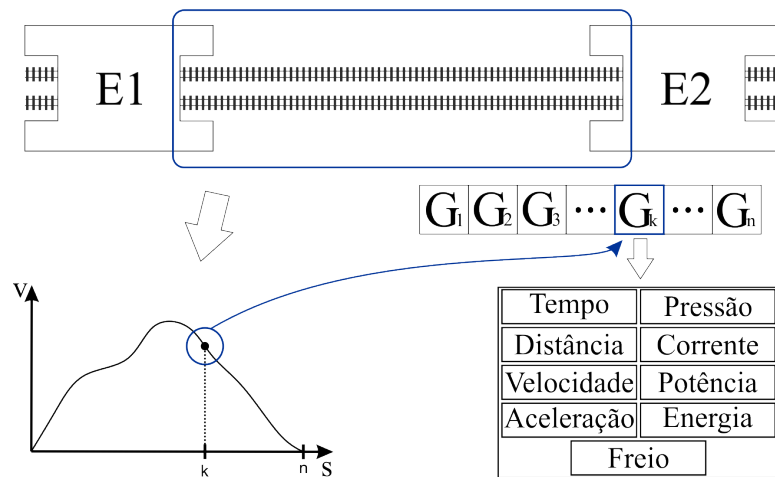 E1 E2
G1 G2 G3 ... Gk ... Gn
v
k n s
Tempo Pressão
Distância Corrente
Velocidade Potência
Aceleração Energia
Freio